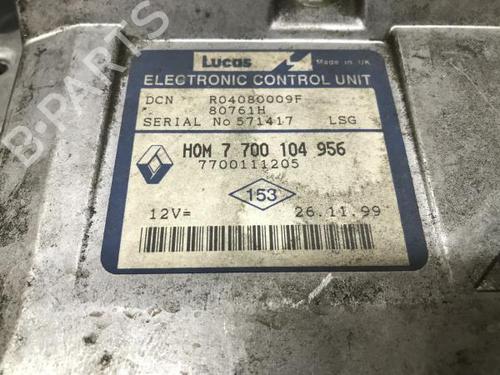 Lucas Made in UK
ELECTRONIC CONTROL UNIT
DCN R04080009F
80761H
SERIAL No 571417 LSG
HOM 7 700 104 956
7700111205
153
12V= 26.11.99
B-PARTS